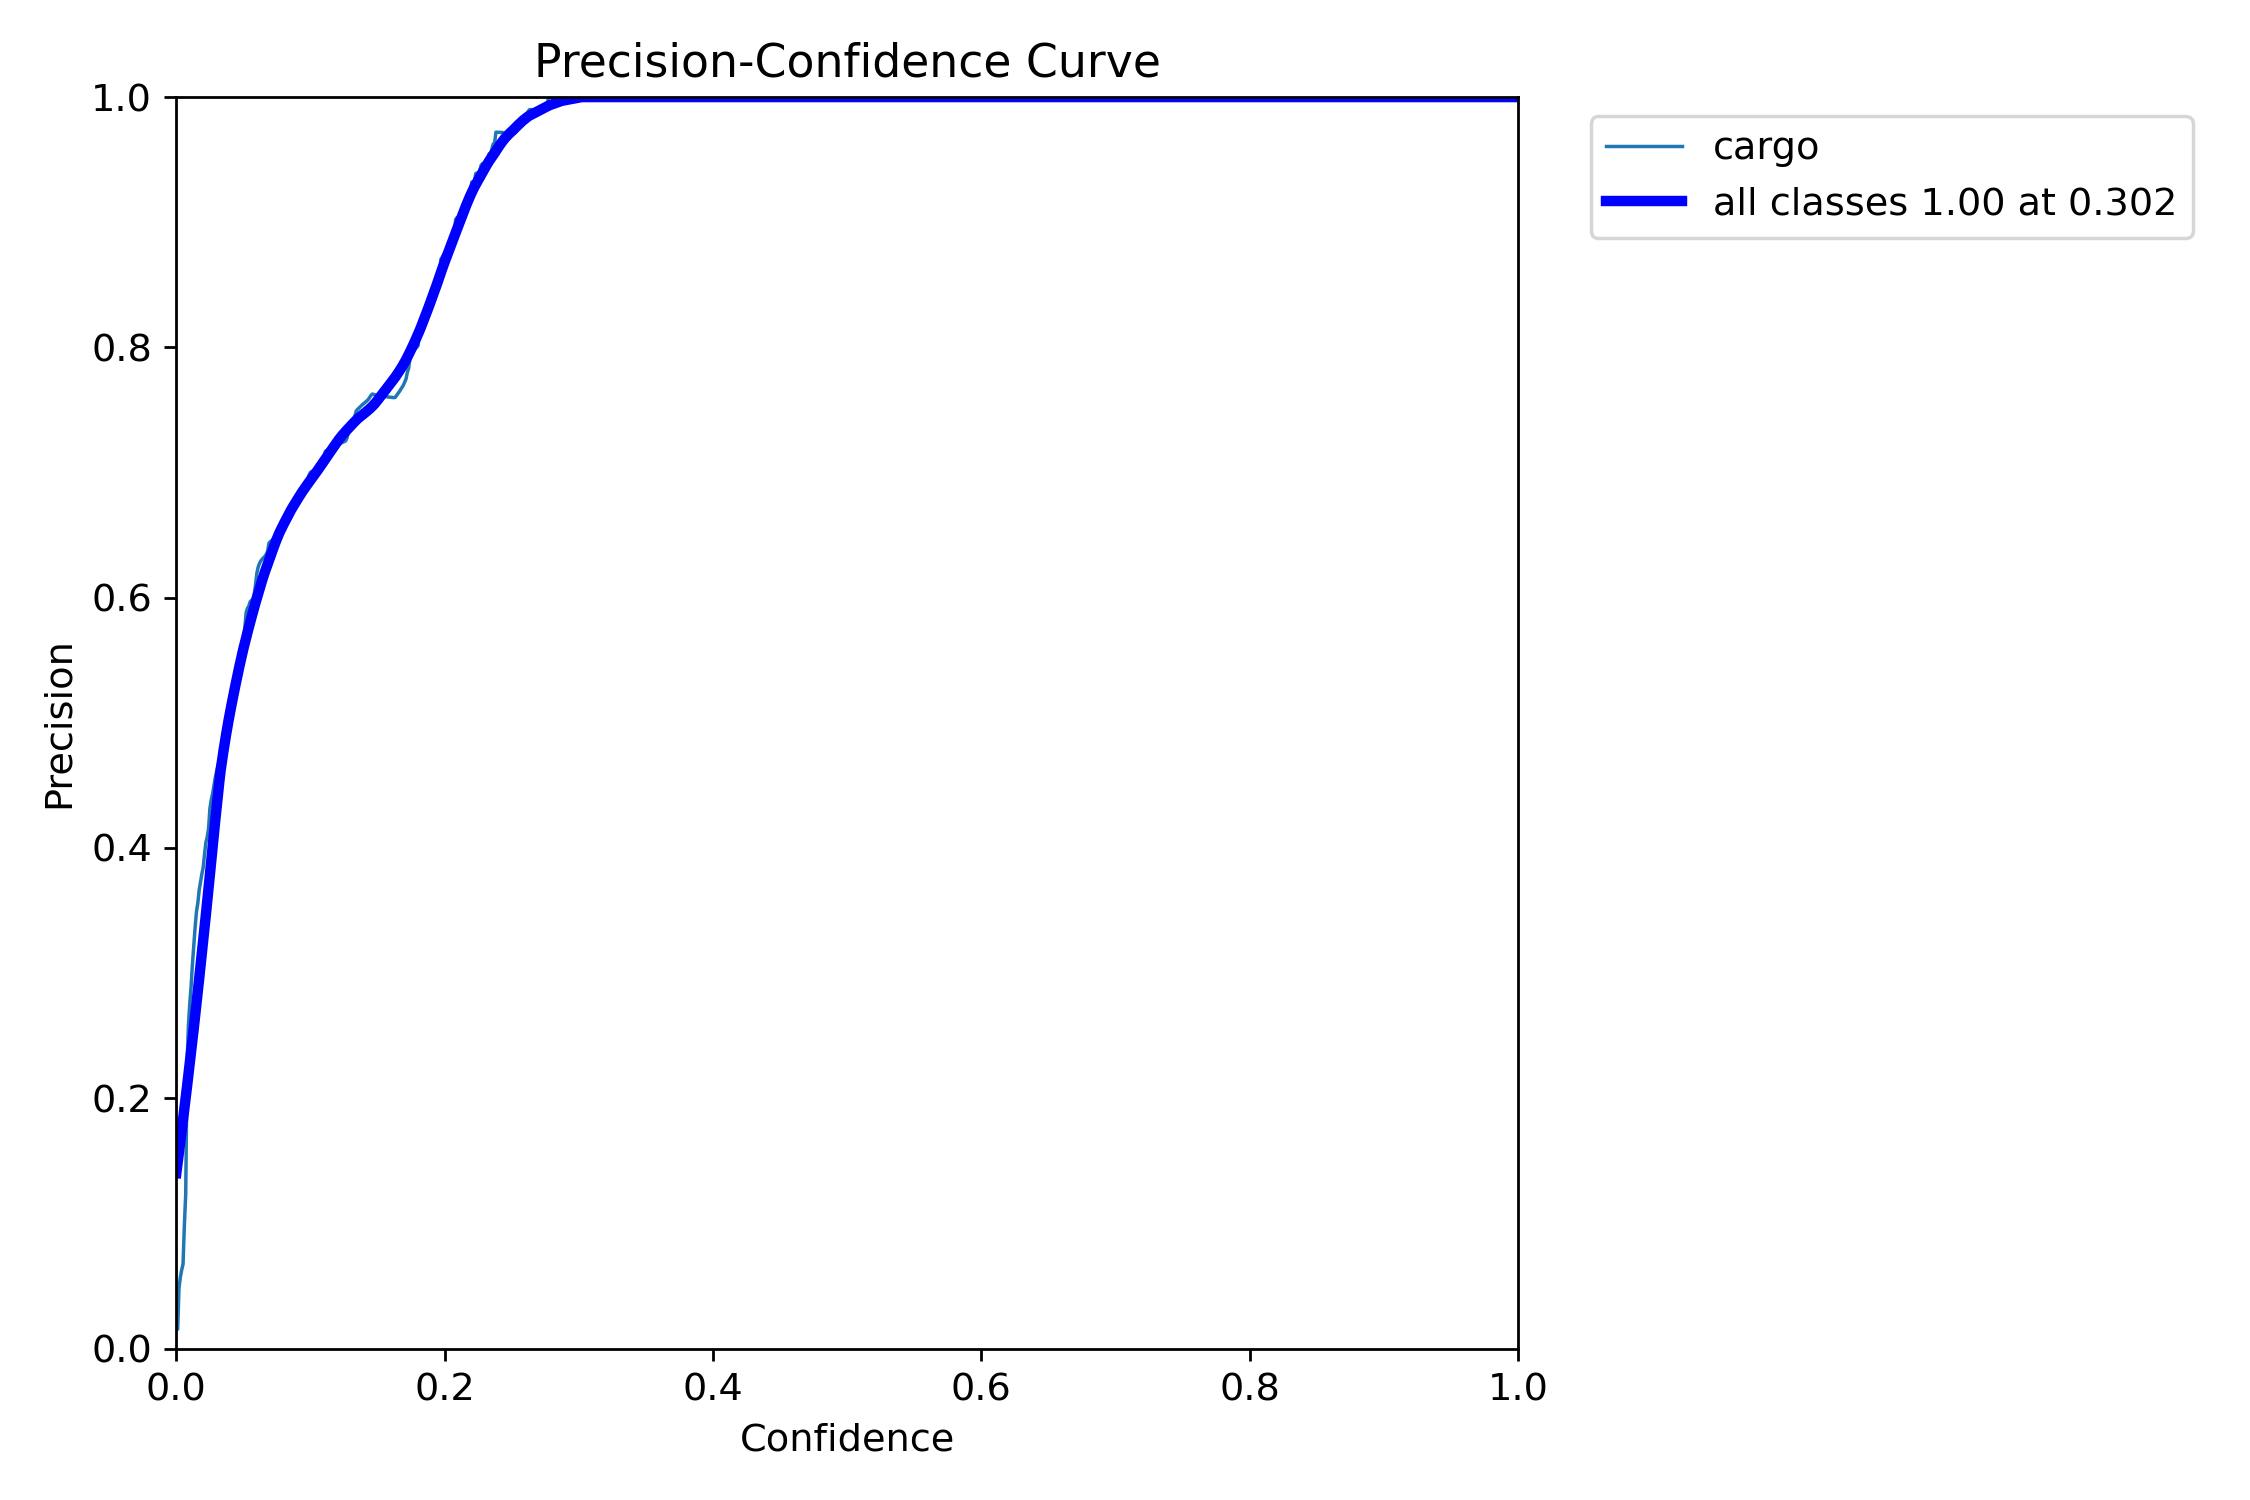 Precision-Confidence Curve
cargo
all classes 1.00 at 0.302
Precision
1.0
0.8
0.6
0.4
0.2
0.0
0.0 0.2 0.4 0.6 0.8 1.0
Confidence